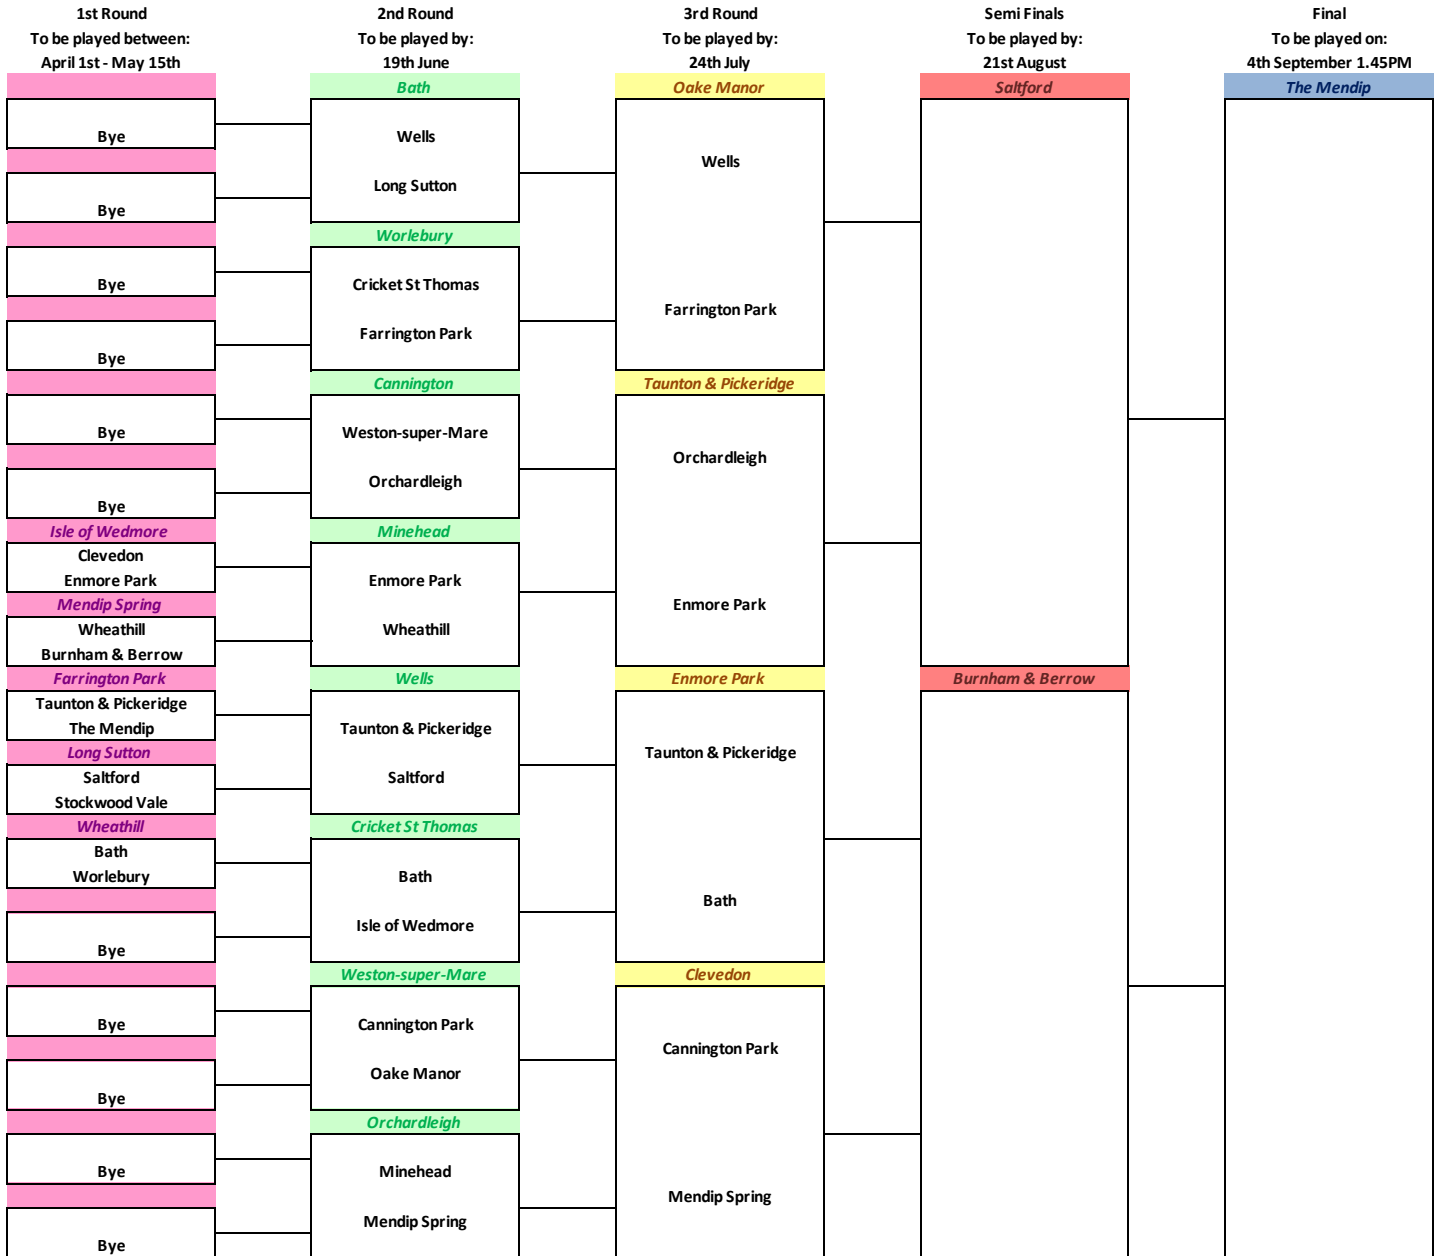 1st Round
To be played between:
April 1st - May 15th
Bye
Bye
Bye
Bye
Bye
Bye
Isle of Wedmore
Clevedon
Enmore Park
Mendip Spring
Wheathill
Burnham & Berrow
Farrington Park
Taunton & Pickeridge
The Mendip
Long Sutton
Saltford
Stockwood Vale
Wheathill
Bath
Worlebury
Bye
Bye
Bye
Bye
Bye
2nd Round
To be played by:
19th June
Bath
Wells
Long Sutton
Worlebury
Cricket St Thomas
Farrington Park
Cannington
Weston-super-Mare
Orchardleigh
Minehead
Enmore Park
Wheathill
Wells
Taunton & Pickeridge
Saltford
Cricket St Thomas
Bath
Isle of Wedmore
Weston-super-Mare
Cannington Park
Oake Manor
Orchardleigh
Minehead
Mendip Spring
3rd Round
To be played by:
24th July
Oake Manor
Wells
Farrington Park
Taunton & Pickeridge
Orchardleigh
Enmore Park
Enmore Park
Taunton & Pickeridge
Bath
Clevedon
Cannington Park
Mendip Spring
Semi Finals
To be played by:
21st August
Saltford
Burnham & Berrow
Final
To be played on:
4th September 1.45PM
The Mendip